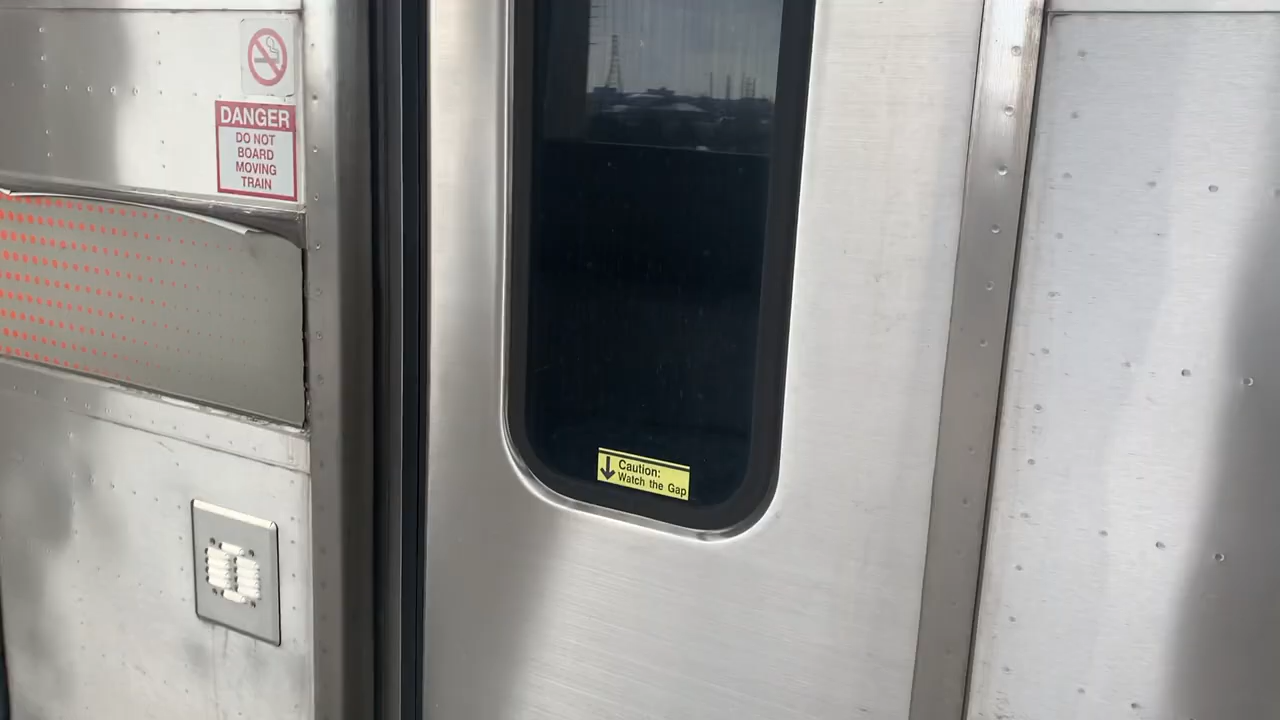 DANGER
DO NOT
BOARD
MOVING
TRAIN
Caution:
Watch the Gap